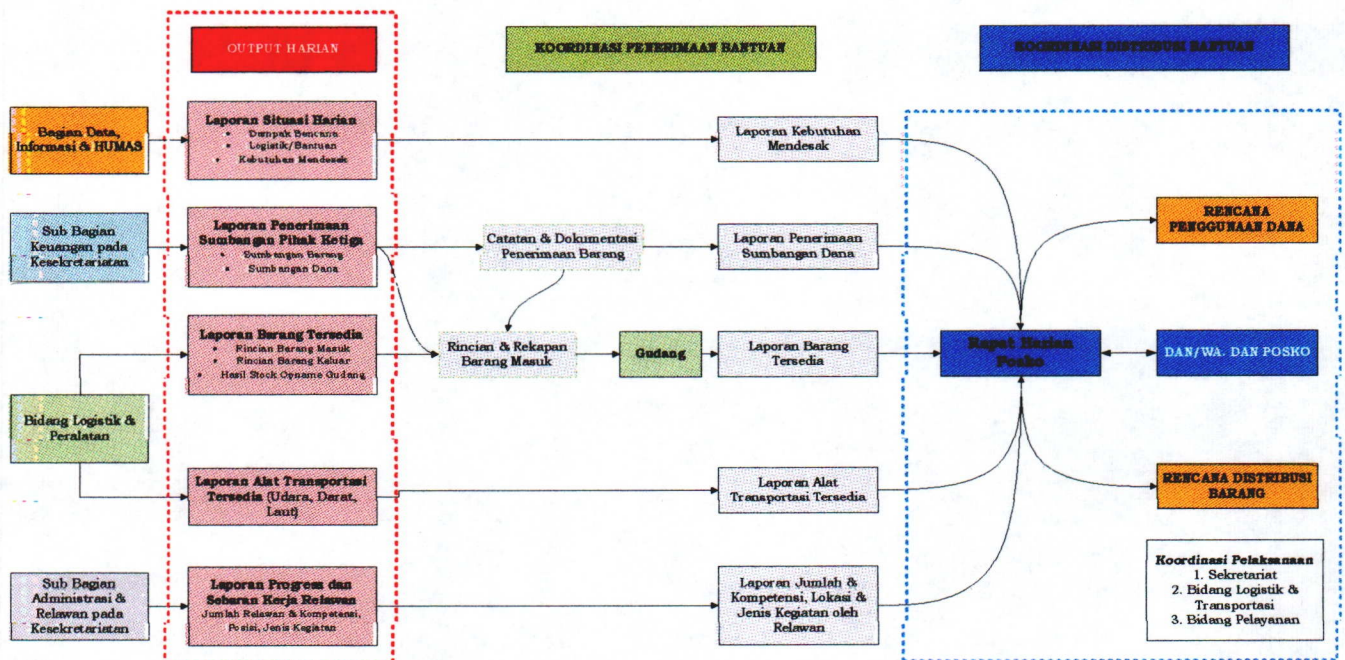 OUTPUT HARIAN
KOORDINASI PENERIMAAN BANTUAN
KOORDINASI DISTRIBUSI BANTUAN
Bagian Data,
Informasi & HUMAS
Laporan Situasi Harian
• Dampak Bencana
• Logistik/Bantuan
• Kebutuhan Mendesak
Laporan Kebutuhan
Mendesak
Sub Bagian
Keuangan pada
Kesekretariatan
Laporan Penerimaan
Sumbangan Pihak Ketiga
• Sumbangan Barang
• Sumbangan Dana
Catatan & Dokumentasi
Penerimaan Barang
Laporan Penerimaan
Sumbangan Dana
RENCANA
PENGGUNAAN DANA
Bidang Logistik &
Peralatan
Laporan Barang Tersedia
• Rincian Barang Masuk
• Rincian Barang Keluar
• Hasil Stock Opname Gudang
Rincian & Rekapan
Barang Masuk
Gudang
Laporan Barang
Tersedia
Rapat Harian
Posko
DAN/WA. DAN POSKO
Laporan Alat Transportasi
Tersedia (Udara, Darat,
Laut)
Laporan Alat
Transportasi Tersedia
RENCANA DISTRIBUSI
BARANG
Sub Bagian
Administrasi &
Relawan pada
Kesekretariatan
Laporan Progress dan
Sebaran Kerja Relawan
Jumlah Relawan & Kompetensi,
Posisi, Jenis Kegiatan
Laporan Jumlah &
Kompetensi, Lokasi &
Jenis Kegiatan oleh
Relawan
Koordinasi Pelaksanaan
1. Sekretariat
2. Bidang Logistik &
Transportasi
3. Bidang Pelayanan